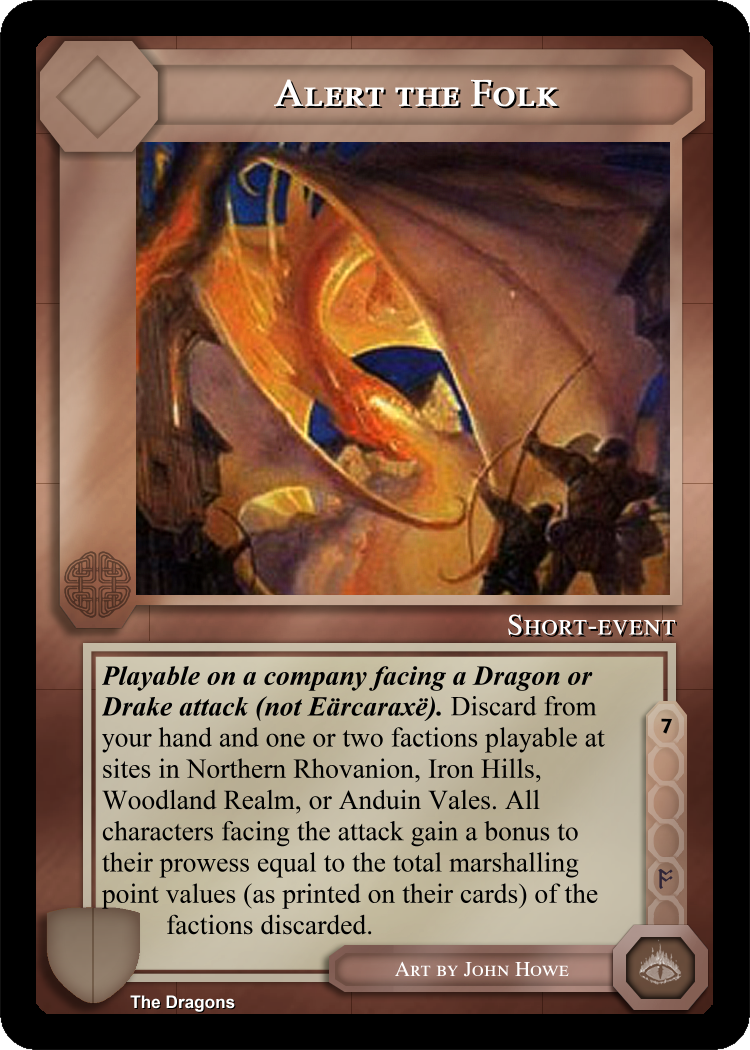 Alert the Folk
Short-event
Playable on a company facing a Dragon or
Drake attack (not Eärcaraxë). Discard from
your hand and one or two factions playable at
sites in Northern Rhovanion, Iron Hills,
Woodland Realm, or Anduin Vales. All
characters facing the attack gain a bonus to
their prowess equal to the total marshalling
point values (as printed on their cards) of the
factions discarded.
7
ᚩ
Art by John Howe
The Dragons